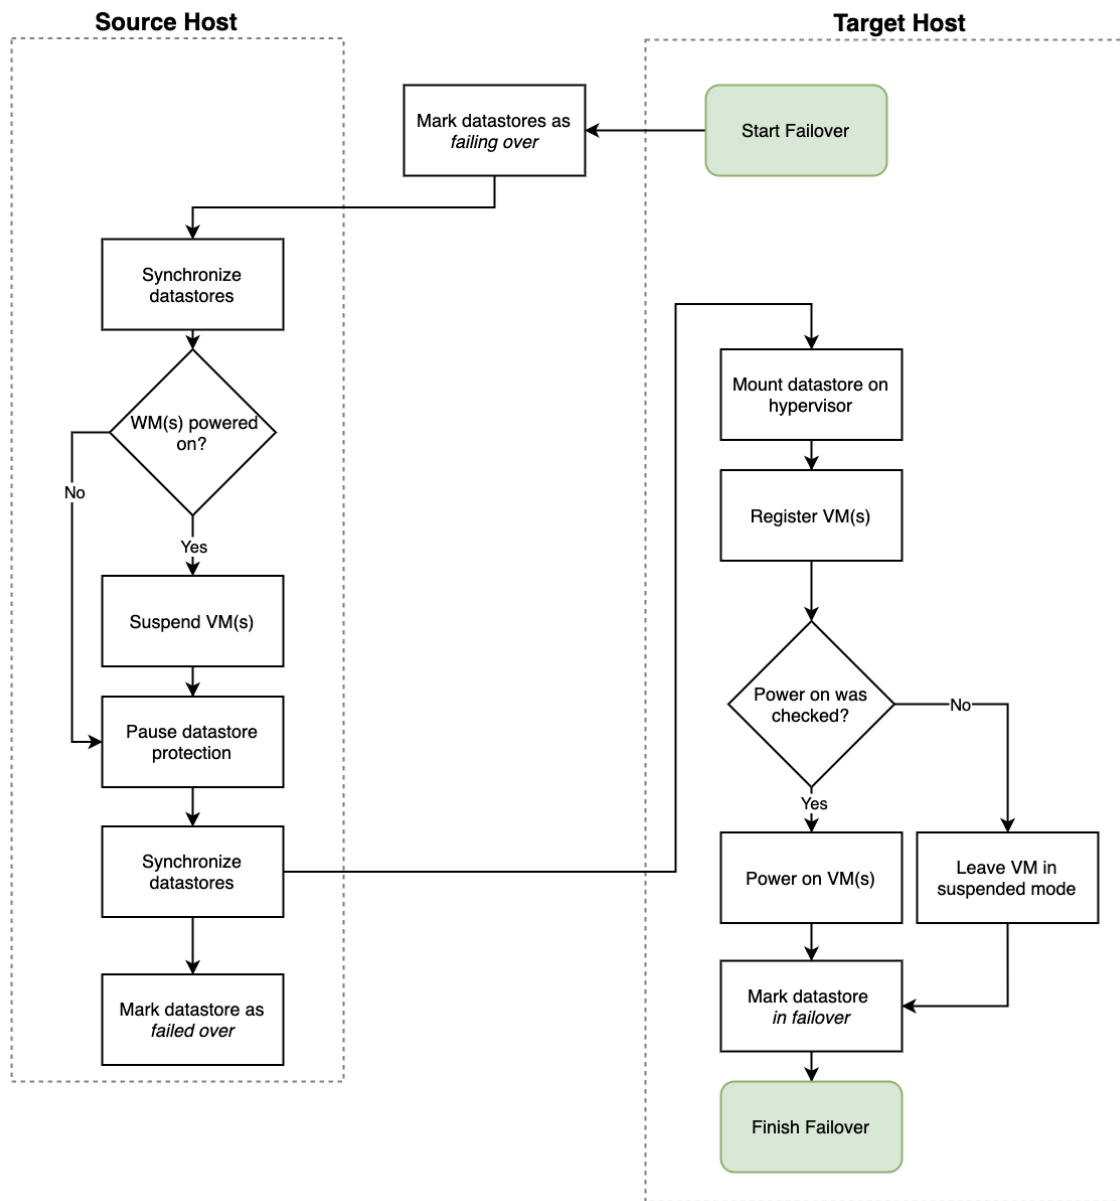 Source Host
Target Host
Start Failover
Mark datastores as
failing over
Synchronize
datastores
WM(s) powered
on?
No
Yes
Suspend VM(s)
Pause datastore
protection
Synchronize
datastores
Mark datastore as
failed over
Mount datastore on
hypervisor
Register VM(s)
Power on was
checked?
No
Yes
Power on VM(s)
Leave VM in
suspended mode
Mark datastore
in failover
Finish Failover